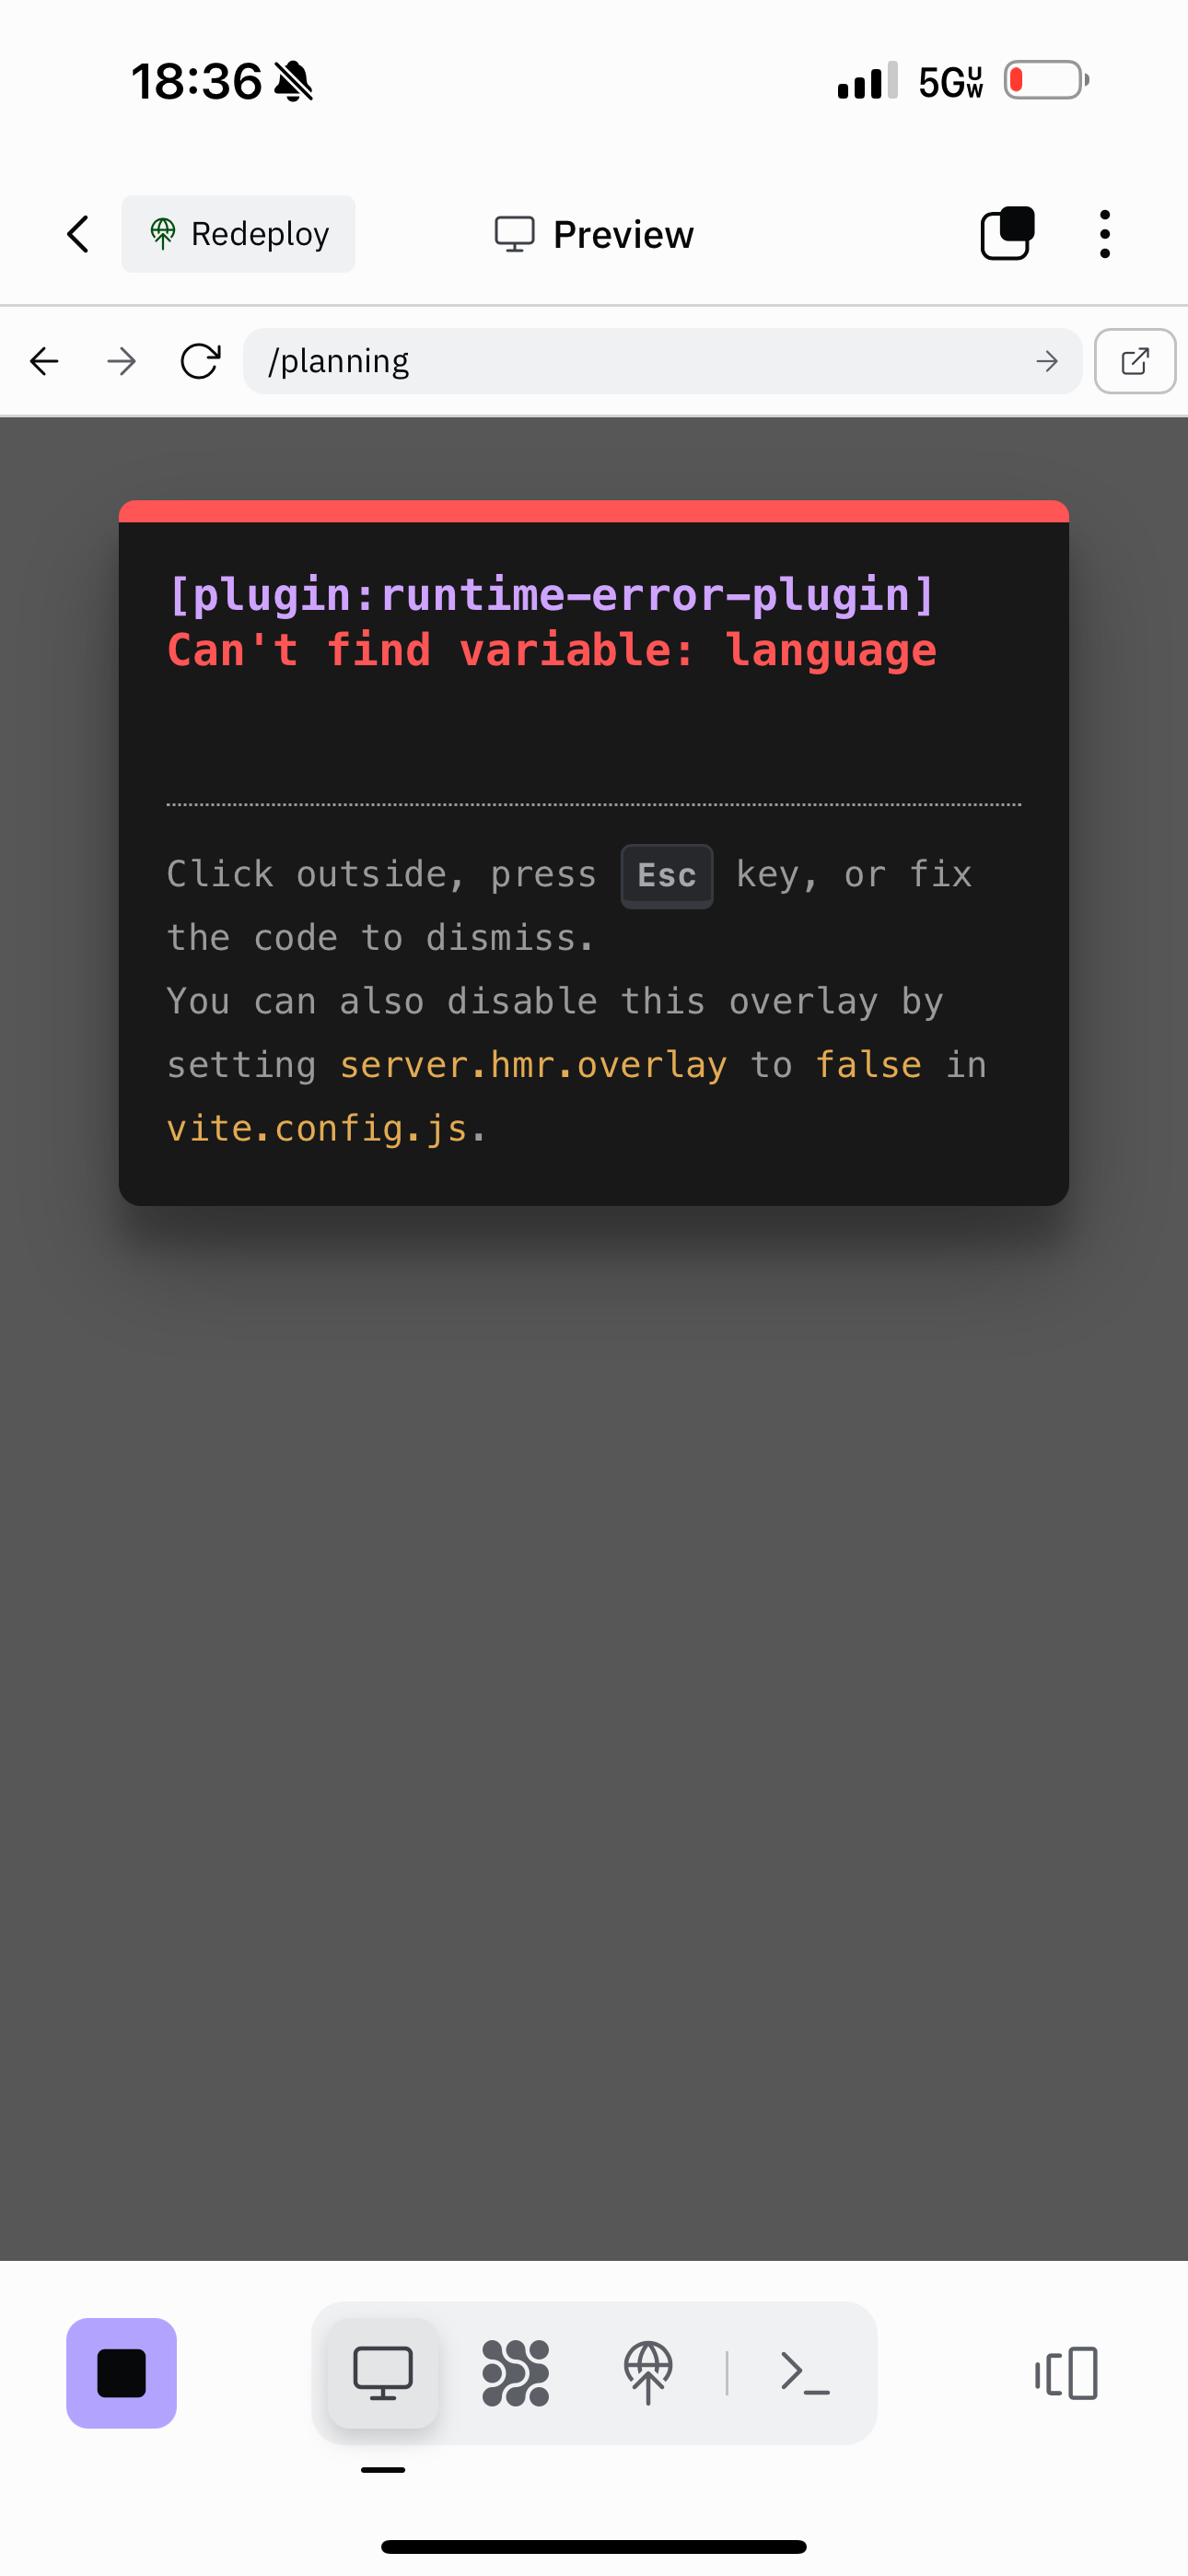 18:36
5G UW
Redeploy
Preview
/planning
[plugin:runtime-error-plugin]
Can't find variable: language
Click outside, press Esc key, or fix
the code to dismiss.
You can also disable this overlay by
setting server.hmr.overlay to false in
vite.config.js.